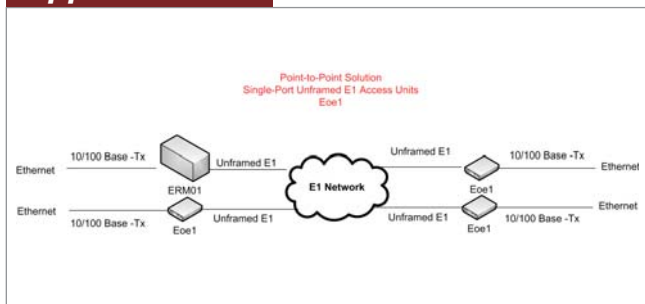 Point-to-Point Solution
Single-Port Unframed E1 Access Units
Eoe1
Ethernet
10/100 Base -Tx
ERM01
Unframed E1
E1 Network
Unframed E1
Eoe1
10/100 Base -Tx
Ethernet
Ethernet
10/100 Base -Tx
Eoe1
Unframed E1
Unframed E1
Eoe1
10/100 Base -Tx
Ethernet